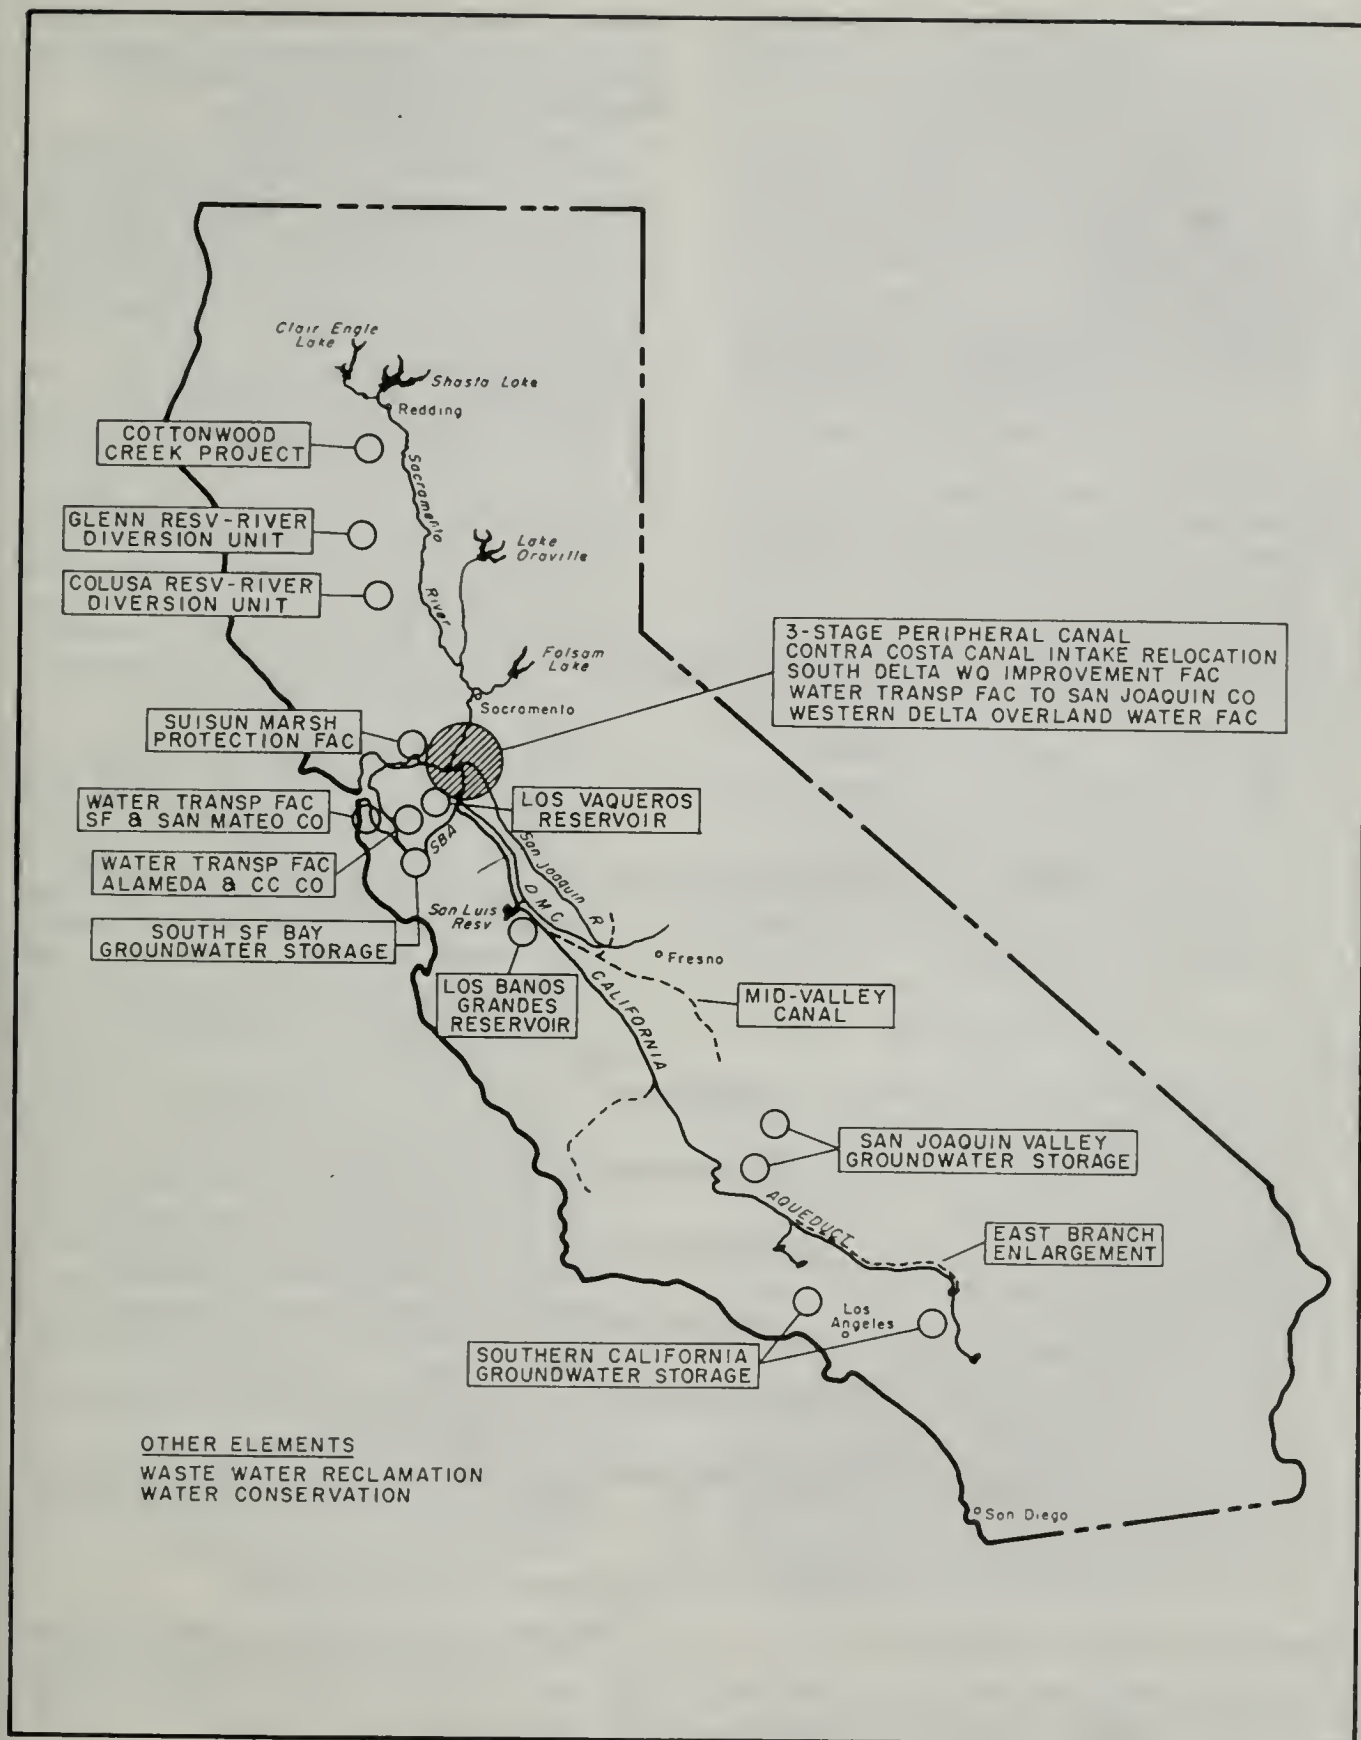 Clair Engle
Lake
Shasta Lake
Redding
COTTONWOOD
CREEK PROJECT
Sacramento
River
GLENN RESV-RIVER
DIVERSION UNIT
Lake
Oroville
COLUSA RESV-RIVER
DIVERSION UNIT
3-STAGE PERIPHERAL CANAL
CONTRA COSTA CANAL INTAKE RELOCATION
SOUTH DELTA WQ IMPROVEMENT FAC
WATER TRANSP FAC TO SAN JOAQUIN CO
WESTERN DELTA OVERLAND WATER FAC
Folsam
Lake
Sacramento
SUISUN MARSH
PROTECTION FAC
WATER TRANSP FAC
SF & SAN MATEO CO
LOS VAQUEROS
RESERVOIR
SBA
San Joaquin R
WATER TRANSP FAC
ALAMEDA & CC CO
DMC
San Luis
Resv
SOUTH SF BAY
GROUNDWATER STORAGE
Fresno
LOS BANOS
GRANDES
RESERVOIR
CALIFORNIA
MID-VALLEY
CANAL
SAN JOAQUIN VALLEY
GROUNDWATER STORAGE
AQUEDUCT
EAST BRANCH
ENLARGEMENT
Los
Angeles
SOUTHERN CALIFORNIA
GROUNDWATER STORAGE
OTHER ELEMENTS
WASTE WATER RECLAMATION
WATER CONSERVATION
San Diego